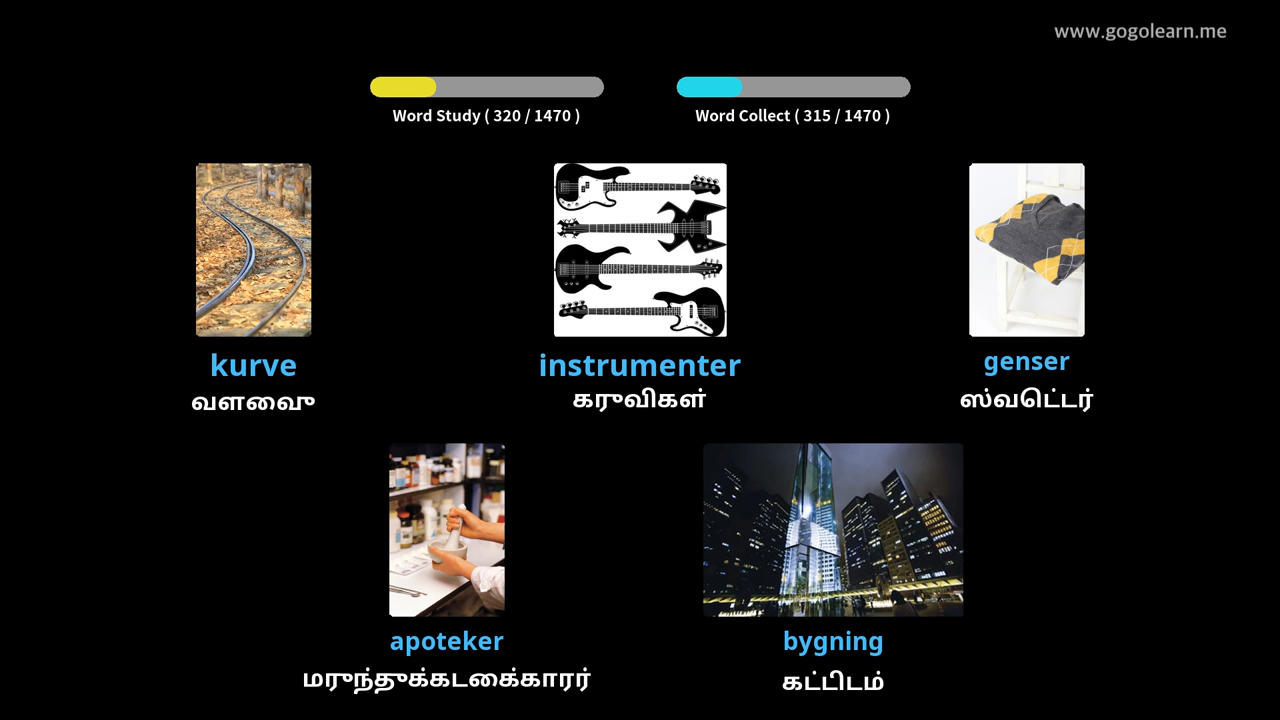 www.gogolearn.me
Word Study ( 320 / 1470 )
Word Collect ( 315 / 1470 )
kurve
வளைவு
instrumenter
கருவிகள்
genser
ஸ்வெட்டர்
apoteker
மருந்துக்கடைக்காரர்
bygning
கட்டிடம்